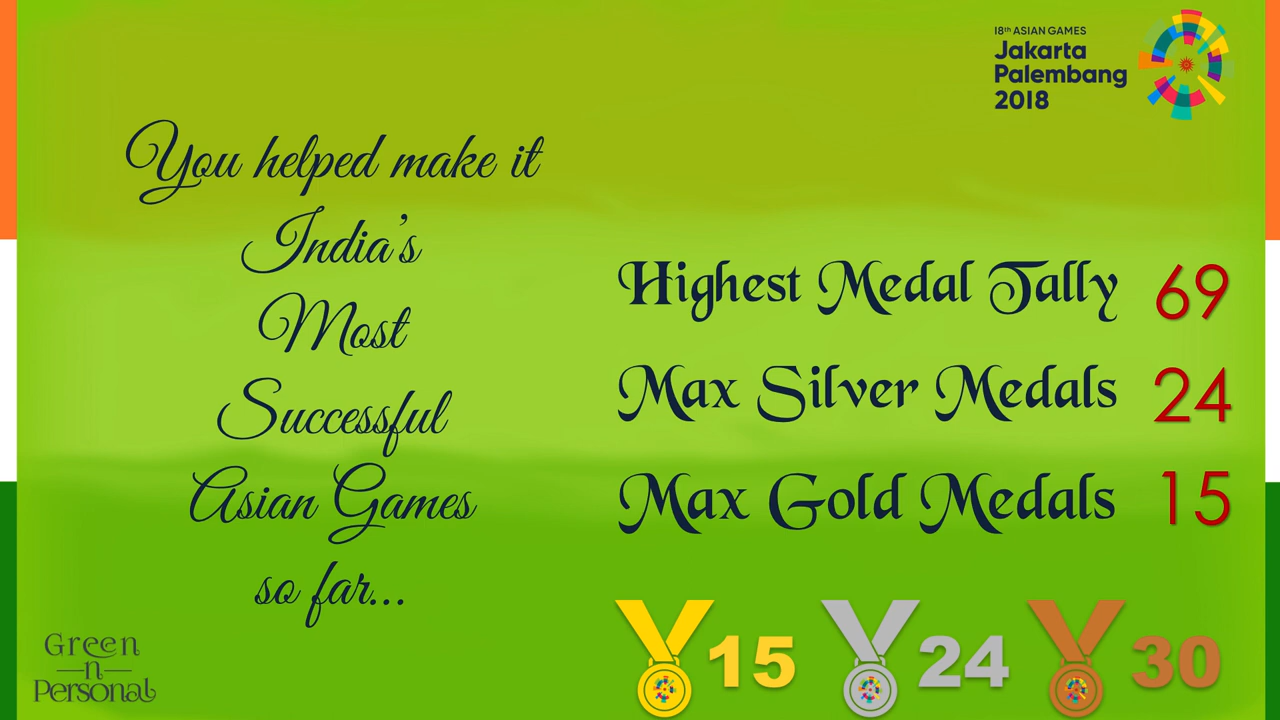 18th ASIAN GAMES
Jakarta
Palembang
2018
You helped make it
India's
Most
Successful
Asian Games
so far...
Highest Medal Tally 69
Max Silver Medals 24
Max Gold Medals 15
15 24 30
Green
n
Personal